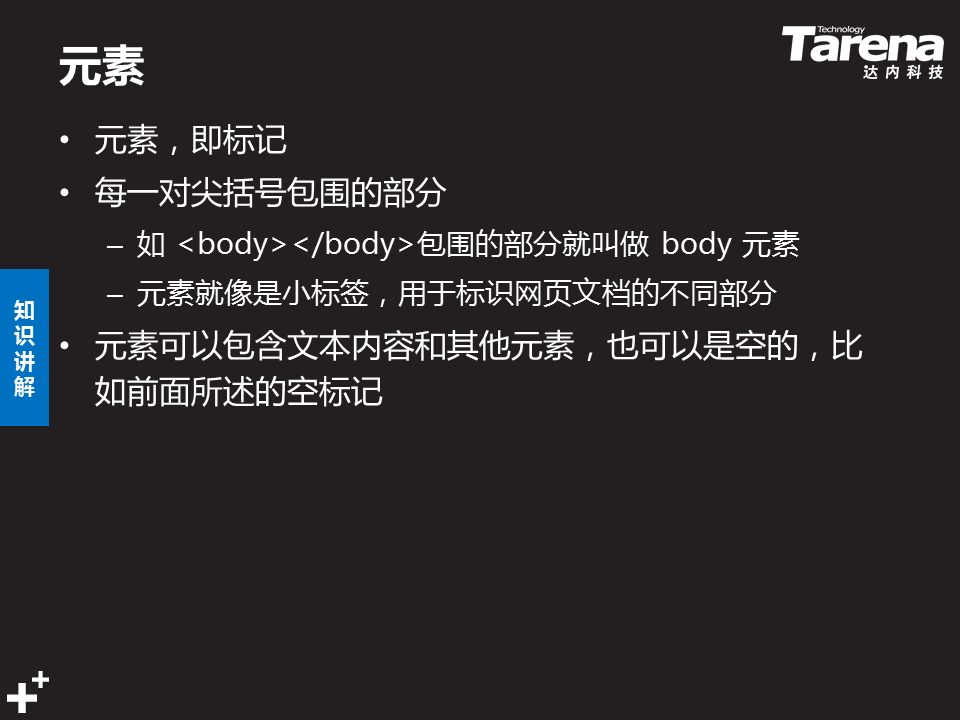 元素
Technology
Tarena
达内科技
• 元素，即标记
• 每一对尖括号包围的部分
– 如 <body></body>包围的部分就叫做 body 元素
– 元素就像是小标签，用于标识网页文档的不同部分
• 元素可以包含文本内容和其他元素，也可以是空的，比
如前面所述的空标记
知
识
讲
解